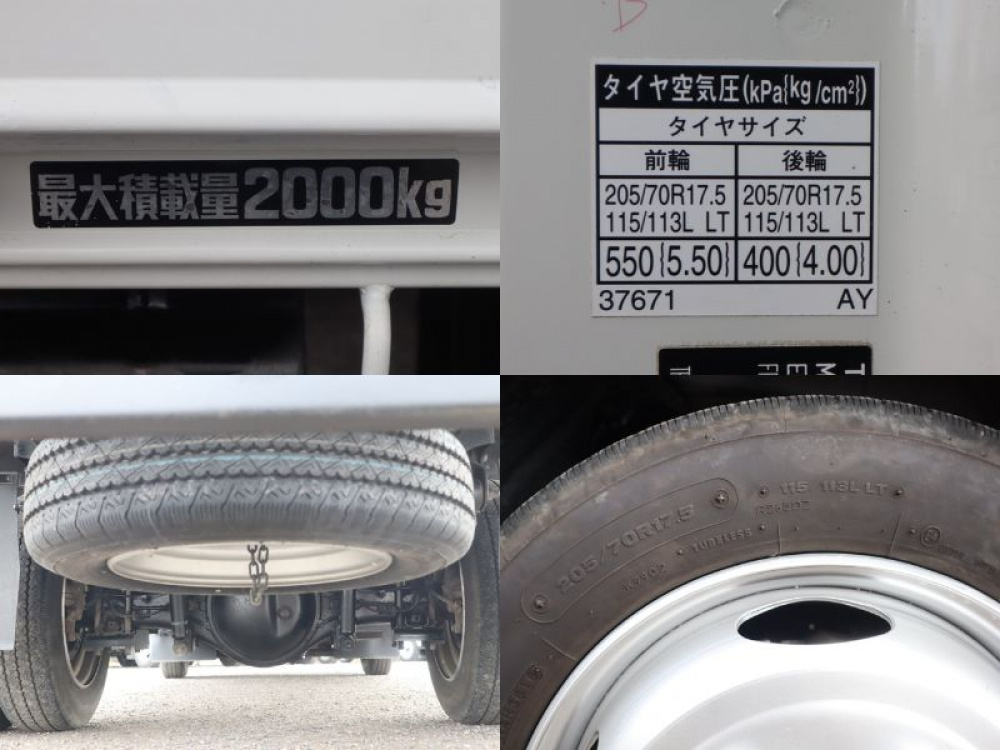 最大積載量2000kg
B
タイヤ空気圧(kPa{kg/cm²})
タイヤサイズ
前輪 後輪
205/70R17.5 205/70R17.5
115/113L LT 115/113L LT
550{5.50} 400{4.00}
37671 AY
115 113L LT
205/70R17.5
TUBELESS